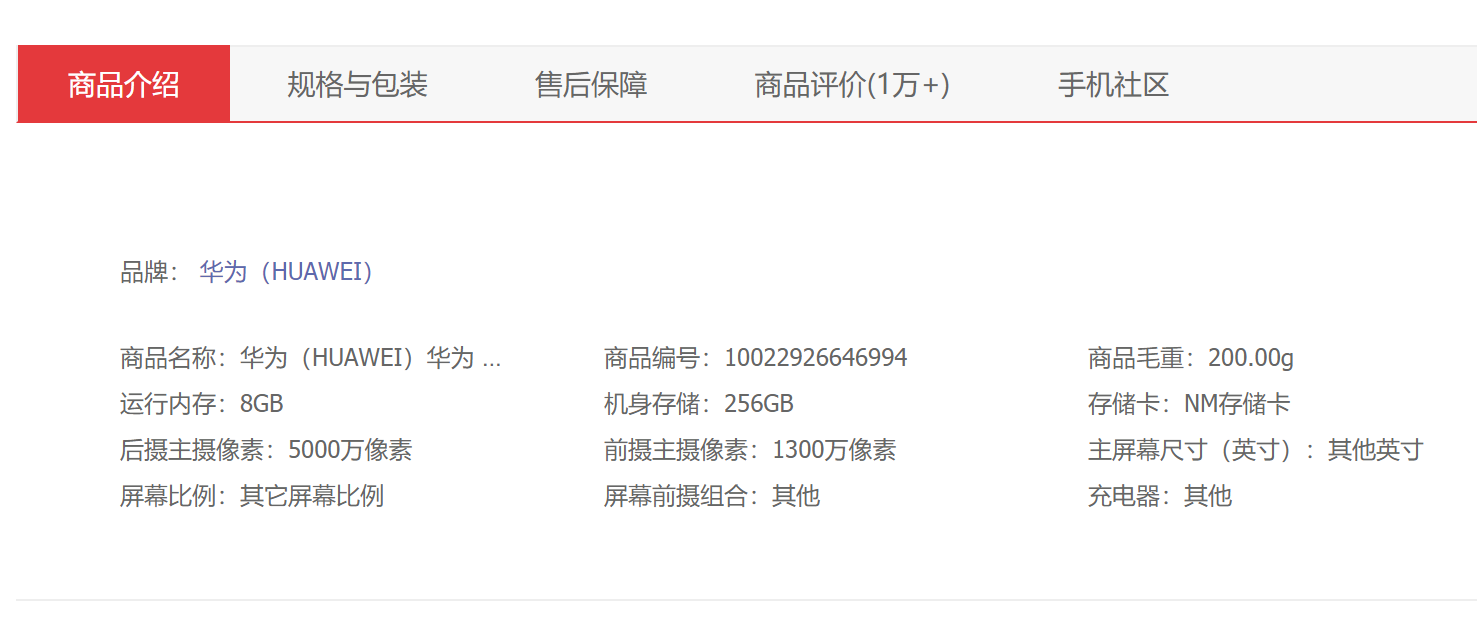 商品介绍 规格与包装 售后保障 商品评价(1万+) 手机社区
品牌： 华为（HUAWEI）
商品名称：华为（HUAWEI）华为 ... 商品编号：10022926646994 商品毛重：200.00g
运行内存：8GB 机身存储：256GB 存储卡：NM存储卡
后摄主摄像素：5000万像素 前摄主摄像素：1300万像素 主屏幕尺寸（英寸）：其他英寸
屏幕比例：其它屏幕比例 屏幕前摄组合：其他 充电器：其他